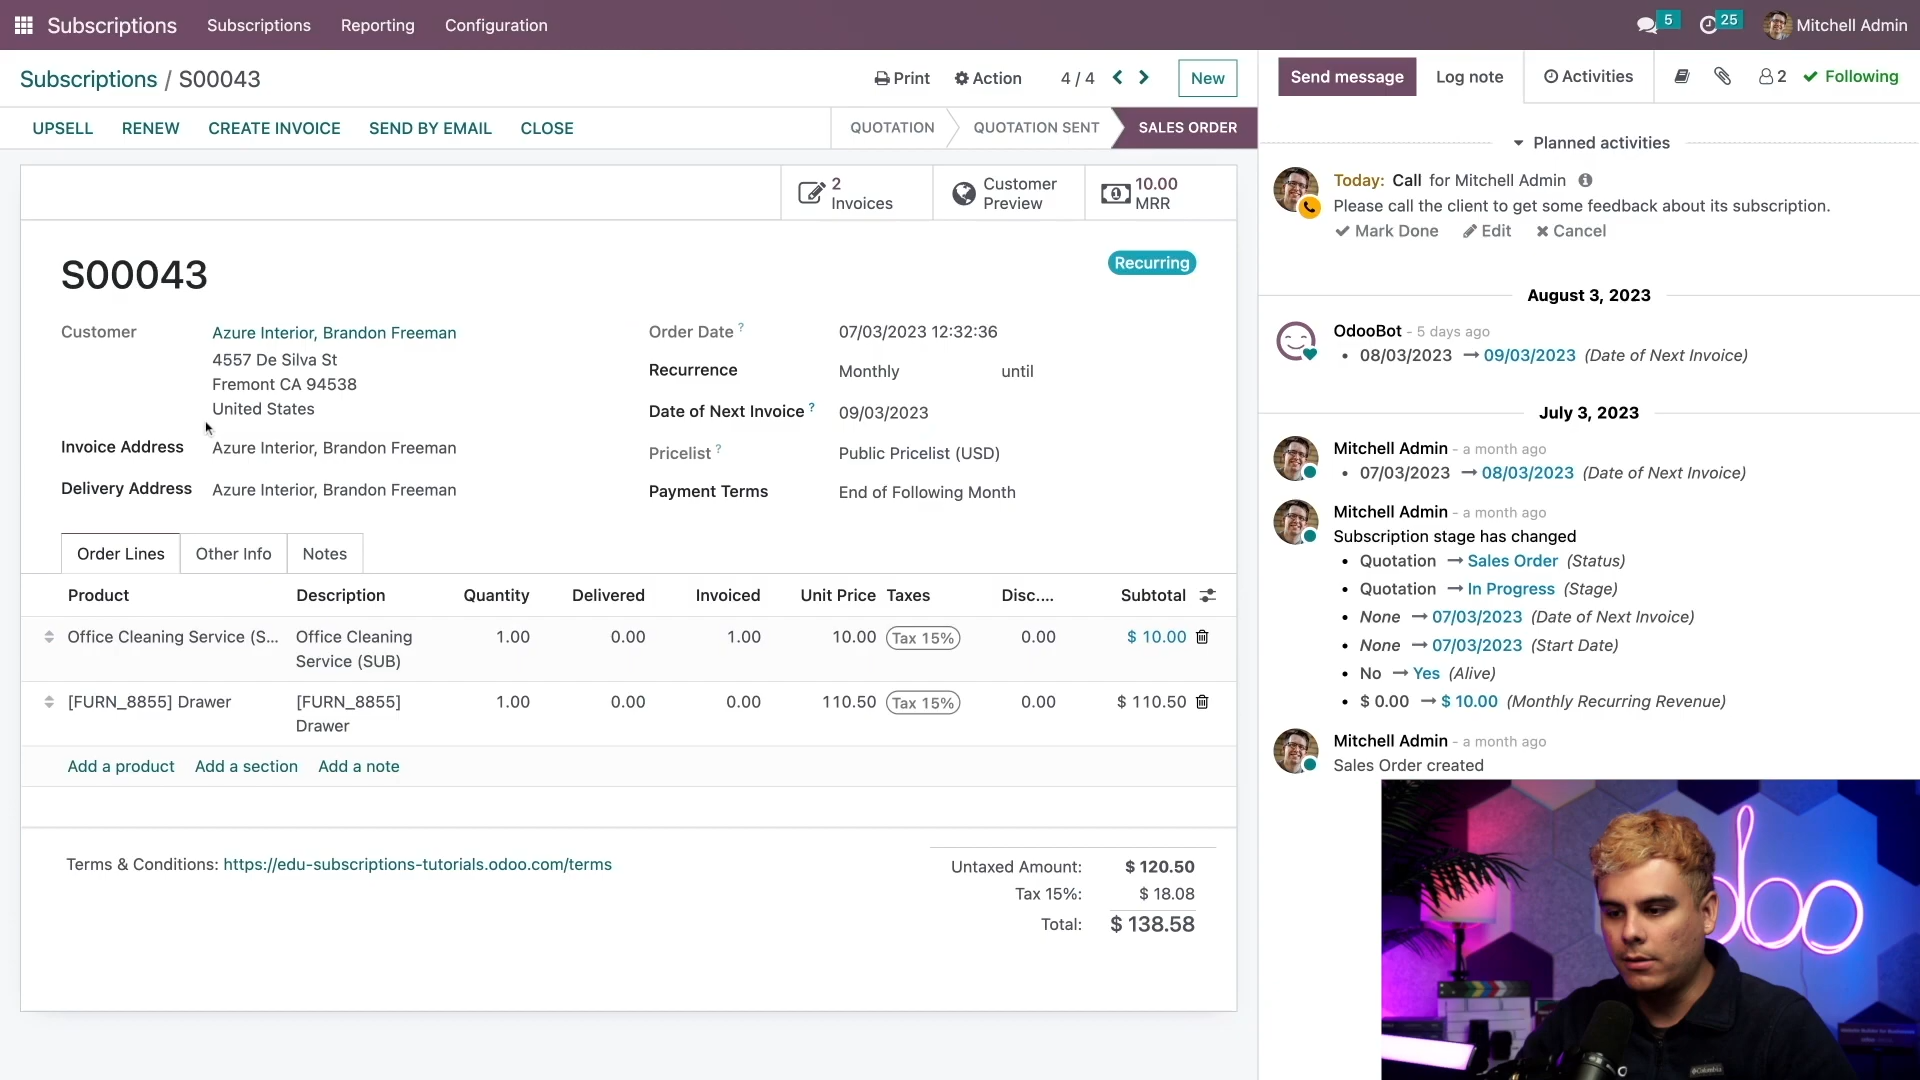 Subscriptions Subscriptions Reporting Configuration 5 25 Mitchell Admin
Subscriptions / S00043 Print Action 4 / 4 New
UPSELL RENEW CREATE INVOICE SEND BY EMAIL CLOSE QUOTATION QUOTATION SENT SALES ORDER
2 Invoices
Customer Preview
10.00 MRR
S00043
Recurring
Customer Azure Interior, Brandon Freeman
4557 De Silva St
Fremont CA 94538
United States
Invoice Address Azure Interior, Brandon Freeman
Delivery Address Azure Interior, Brandon Freeman
Order Date ? 07/03/2023 12:32:36
Recurrence Monthly until
Date of Next Invoice ? 09/03/2023
Pricelist ? Public Pricelist (USD)
Payment Terms End of Following Month
Order Lines Other Info Notes
Product Description Quantity Delivered Invoiced Unit Price Taxes Disc.... Subtotal
Office Cleaning Service (S... Office Cleaning Service (SUB) 1.00 0.00 1.00 10.00 Tax 15% 0.00 $ 10.00
[FURN_8855] Drawer [FURN_8855] Drawer 1.00 0.00 0.00 110.50 Tax 15% 0.00 $ 110.50
Add a product Add a section Add a note
Terms & Conditions: https://edu-subscriptions-tutorials.odoo.com/terms
Untaxed Amount: $ 120.50
Tax 15%: $ 18.08
Total: $ 138.58
Send message Log note Activities 2 Following
Planned activities
Today: Call for Mitchell Admin
Please call the client to get some feedback about its subscription.
Mark Done Edit Cancel
August 3, 2023
OdooBot - 5 days ago
• 08/03/2023 → 09/03/2023 (Date of Next Invoice)
July 3, 2023
Mitchell Admin - a month ago
• 07/03/2023 → 08/03/2023 (Date of Next Invoice)
Mitchell Admin - a month ago
Subscription stage has changed
• Quotation → Sales Order (Status)
• Quotation → In Progress (Stage)
• None → 07/03/2023 (Date of Next Invoice)
• None → 07/03/2023 (Start Date)
• No → Yes (Alive)
• $ 0.00 → $ 10.00 (Monthly Recurring Revenue)
Mitchell Admin - a month ago
Sales Order created
odoo
Columbia